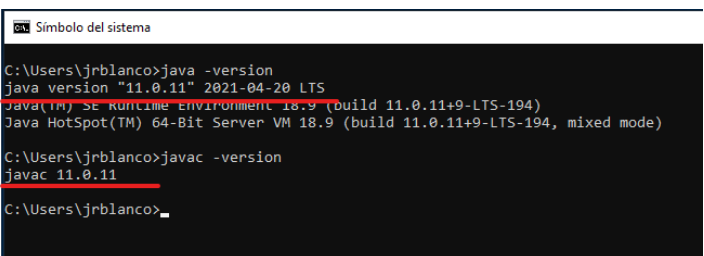 Símbolo del sistema
C:\Users\jrblanco>java -version
java version "11.0.11" 2021-04-20 LTS
Java(TM) SE Runtime Environment 18.9 (build 11.0.11+9-LTS-194)
Java HotSpot(TM) 64-Bit Server VM 18.9 (build 11.0.11+9-LTS-194, mixed mode)
C:\Users\jrblanco>javac -version
javac 11.0.11
C:\Users\jrblanco>